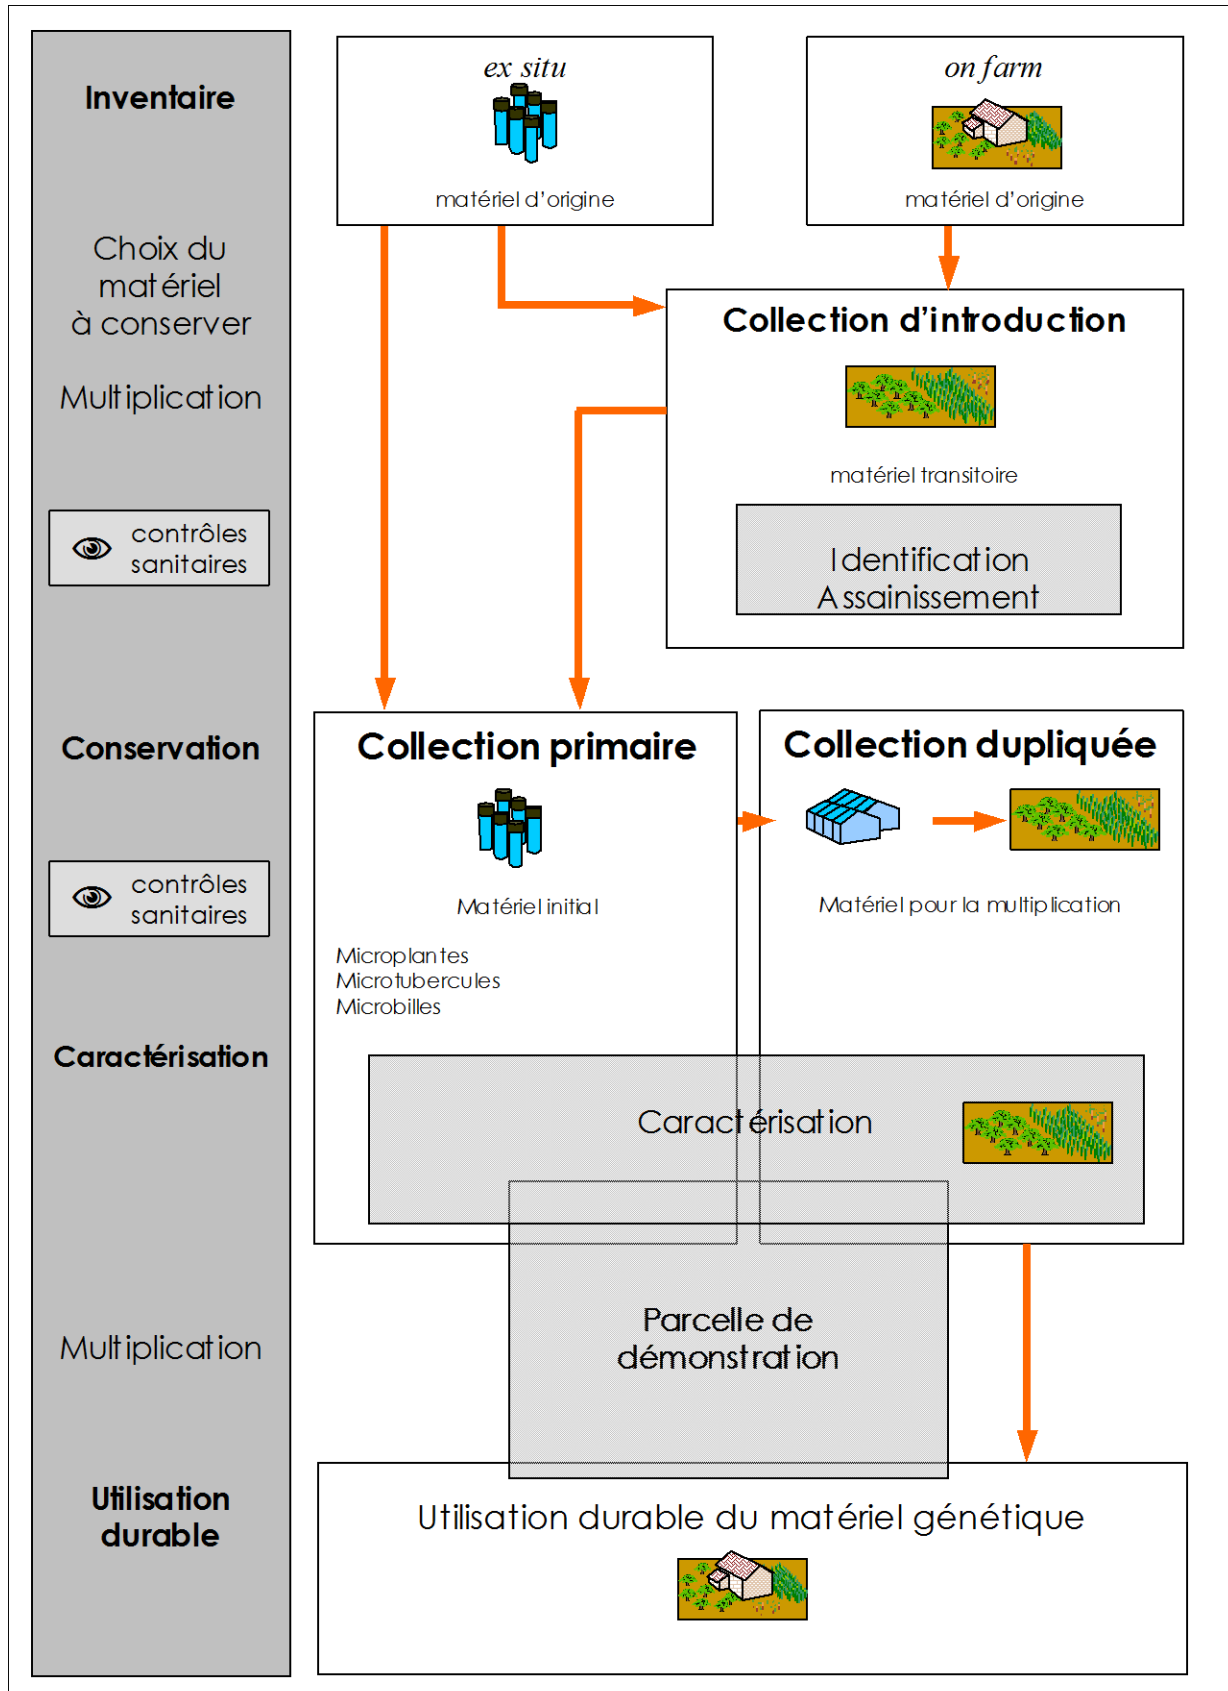 Inventaire
Choix du
matériel
à conserver
Multiplication
contrôles
sanitaires
Conservation
contrôles
sanitaires
Caractérisation
Multiplication
Utilisation
durable
ex situ
matériel d'origine
on farm
matériel d'origine
Collection d'introduction
matériel transitoire
Identification
Assainissement
Collection primaire
Matériel initial
Microplantes
Microtubercules
Microbilles
Collection dupliquée
Matériel pour la multiplication
Caractérisation
Parcelle de
démonstration
Utilisation durable du matériel génétique